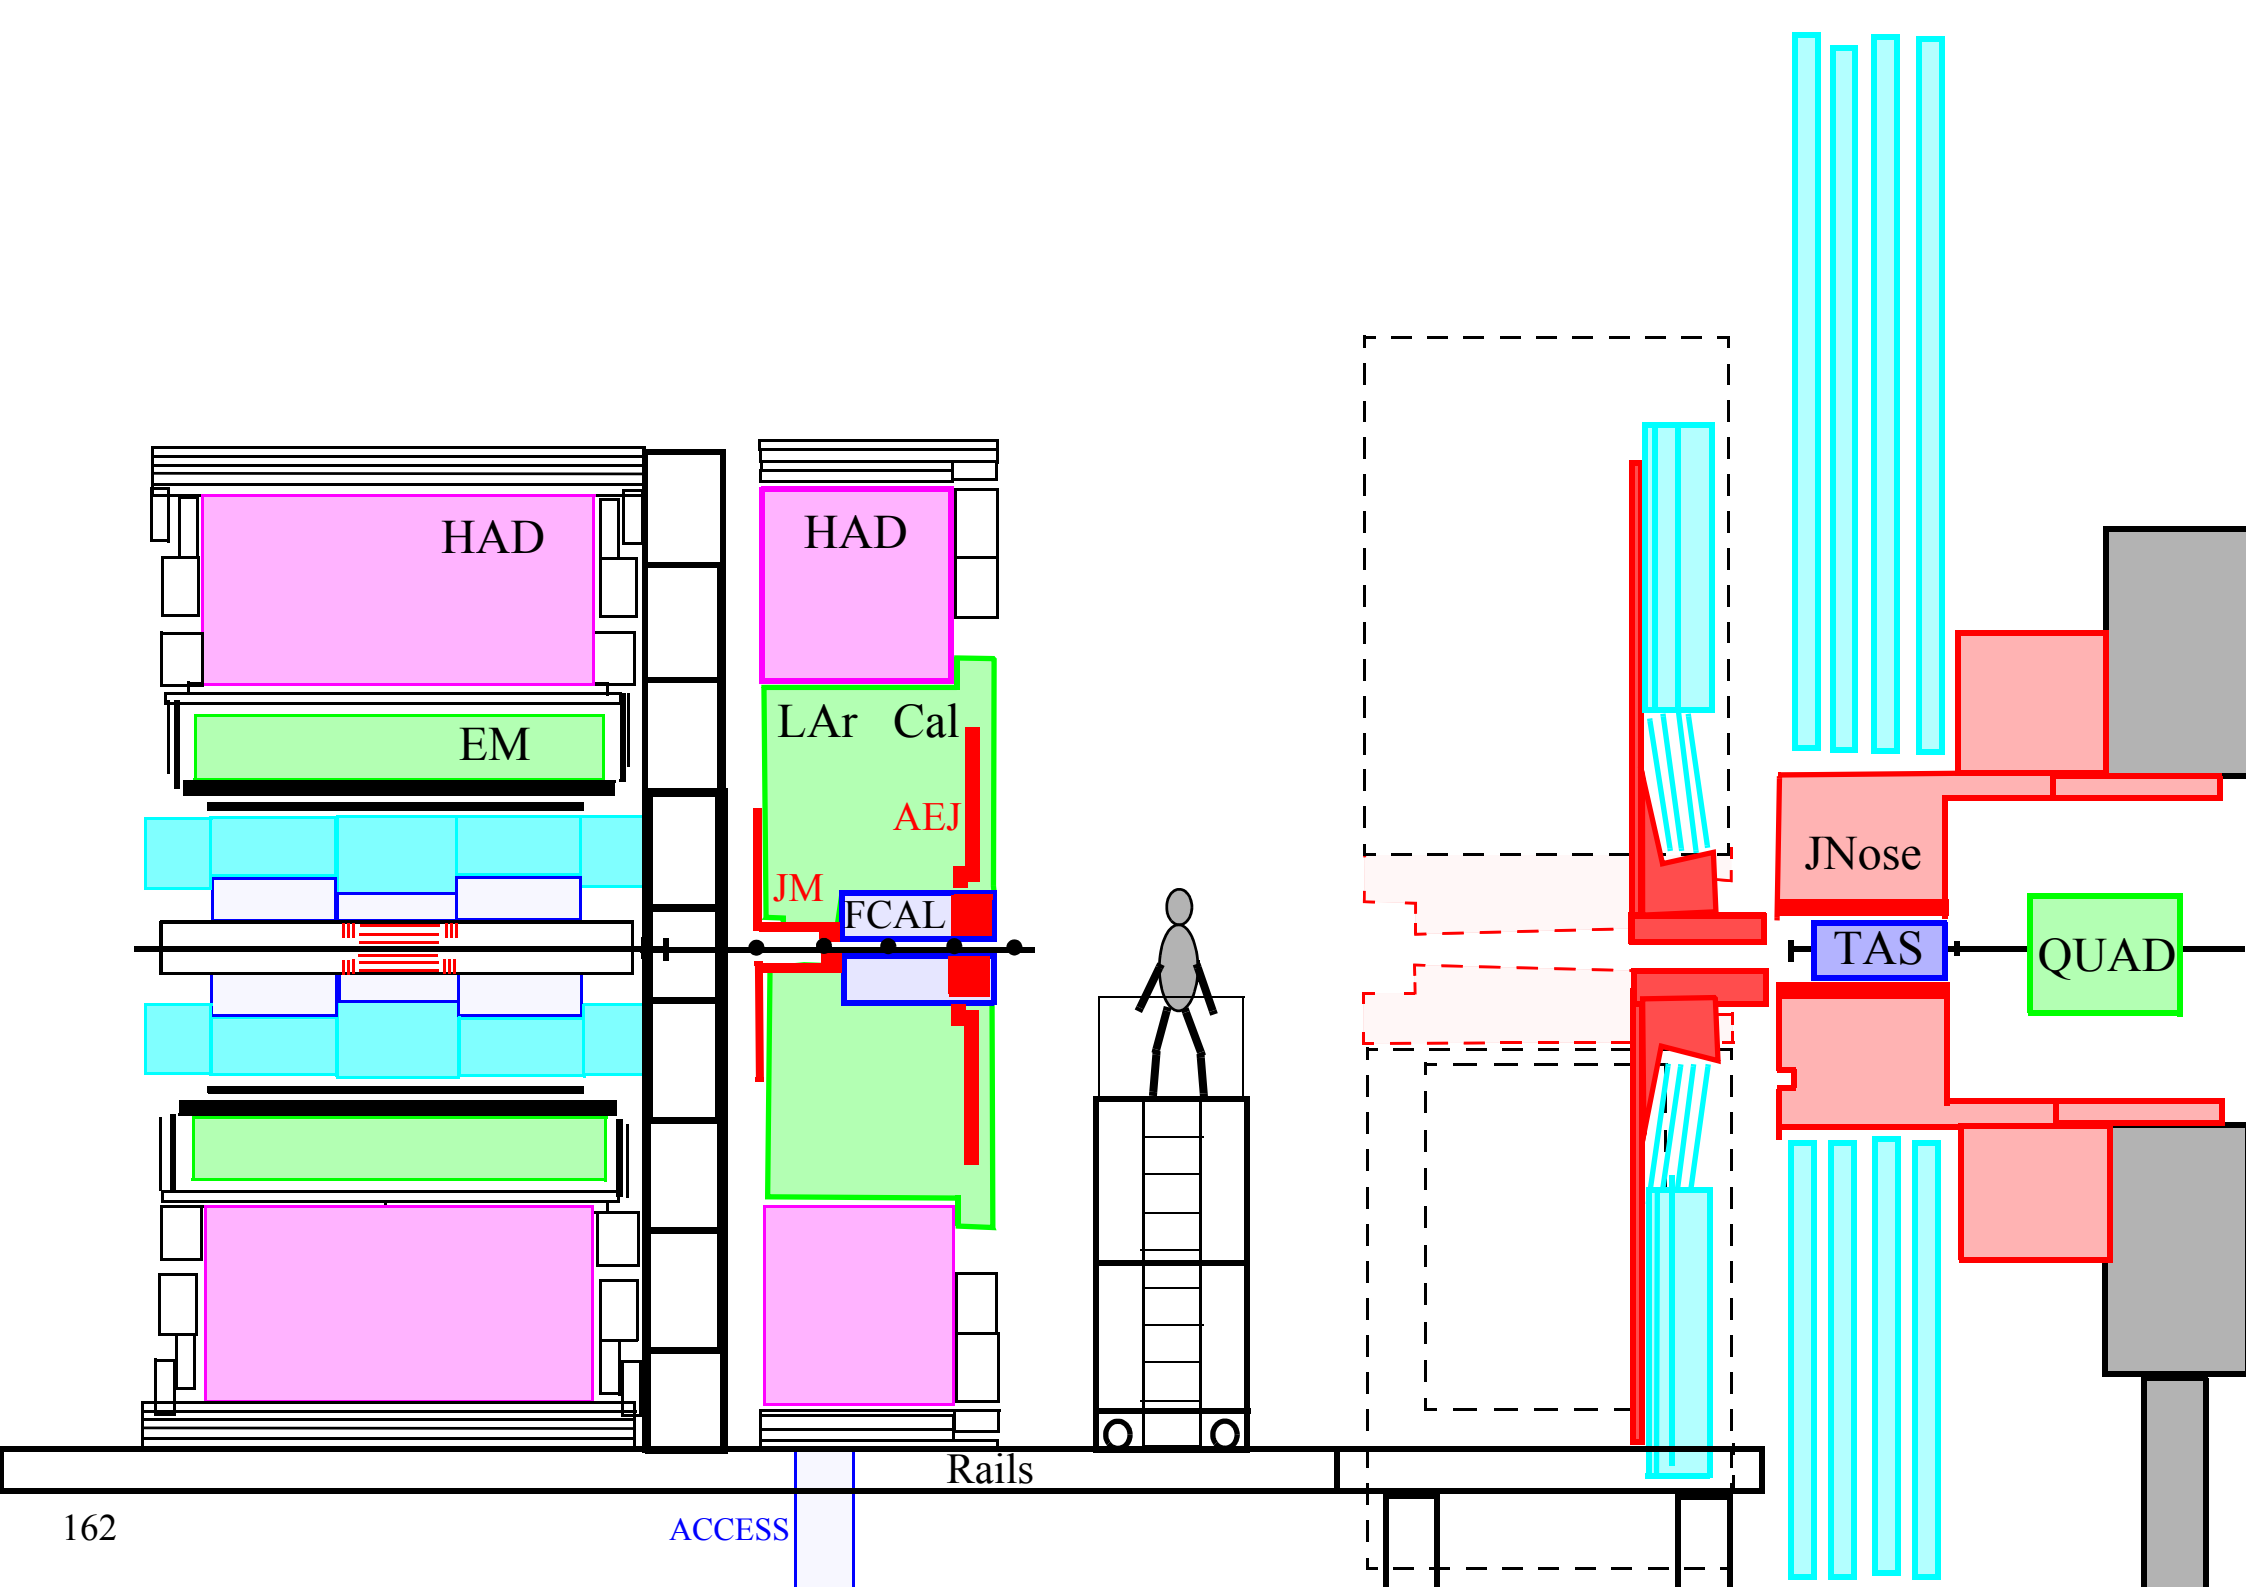 HAD
HAD
LAr Cal
EM
AEJ
JM
FCAL
JNose
TAS
QUAD
Rails
162
ACCESS